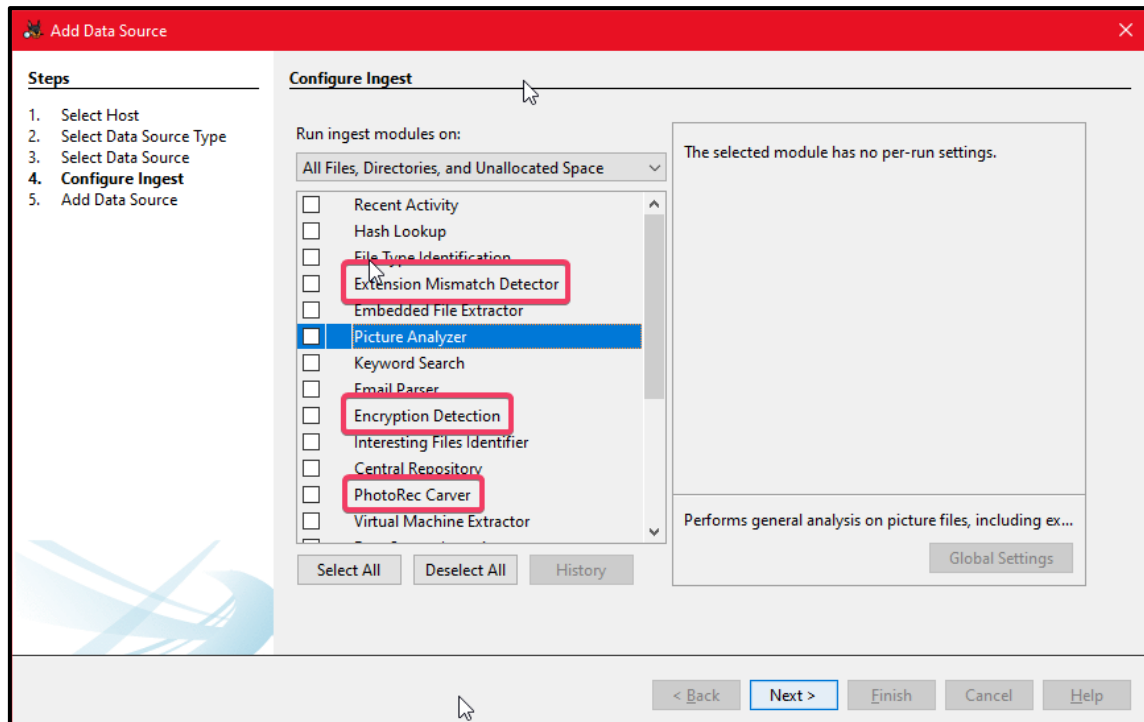 Add Data Source
Steps
1. Select Host
2. Select Data Source Type
3. Select Data Source
4. Configure Ingest
5. Add Data Source
Configure Ingest
Run ingest modules on:
All Files, Directories, and Unallocated Space
Recent Activity
Hash Lookup
File Type Identification
Extension Mismatch Detector
Embedded File Extractor
Picture Analyzer
Keyword Search
Email Parser
Encryption Detection
Interesting Files Identifier
Central Repository
PhotoRec Carver
Virtual Machine Extractor
Select All
Deselect All
History
The selected module has no per-run settings.
Performs general analysis on picture files, including ex...
Global Settings
< Back
Next >
Finish
Cancel
Help